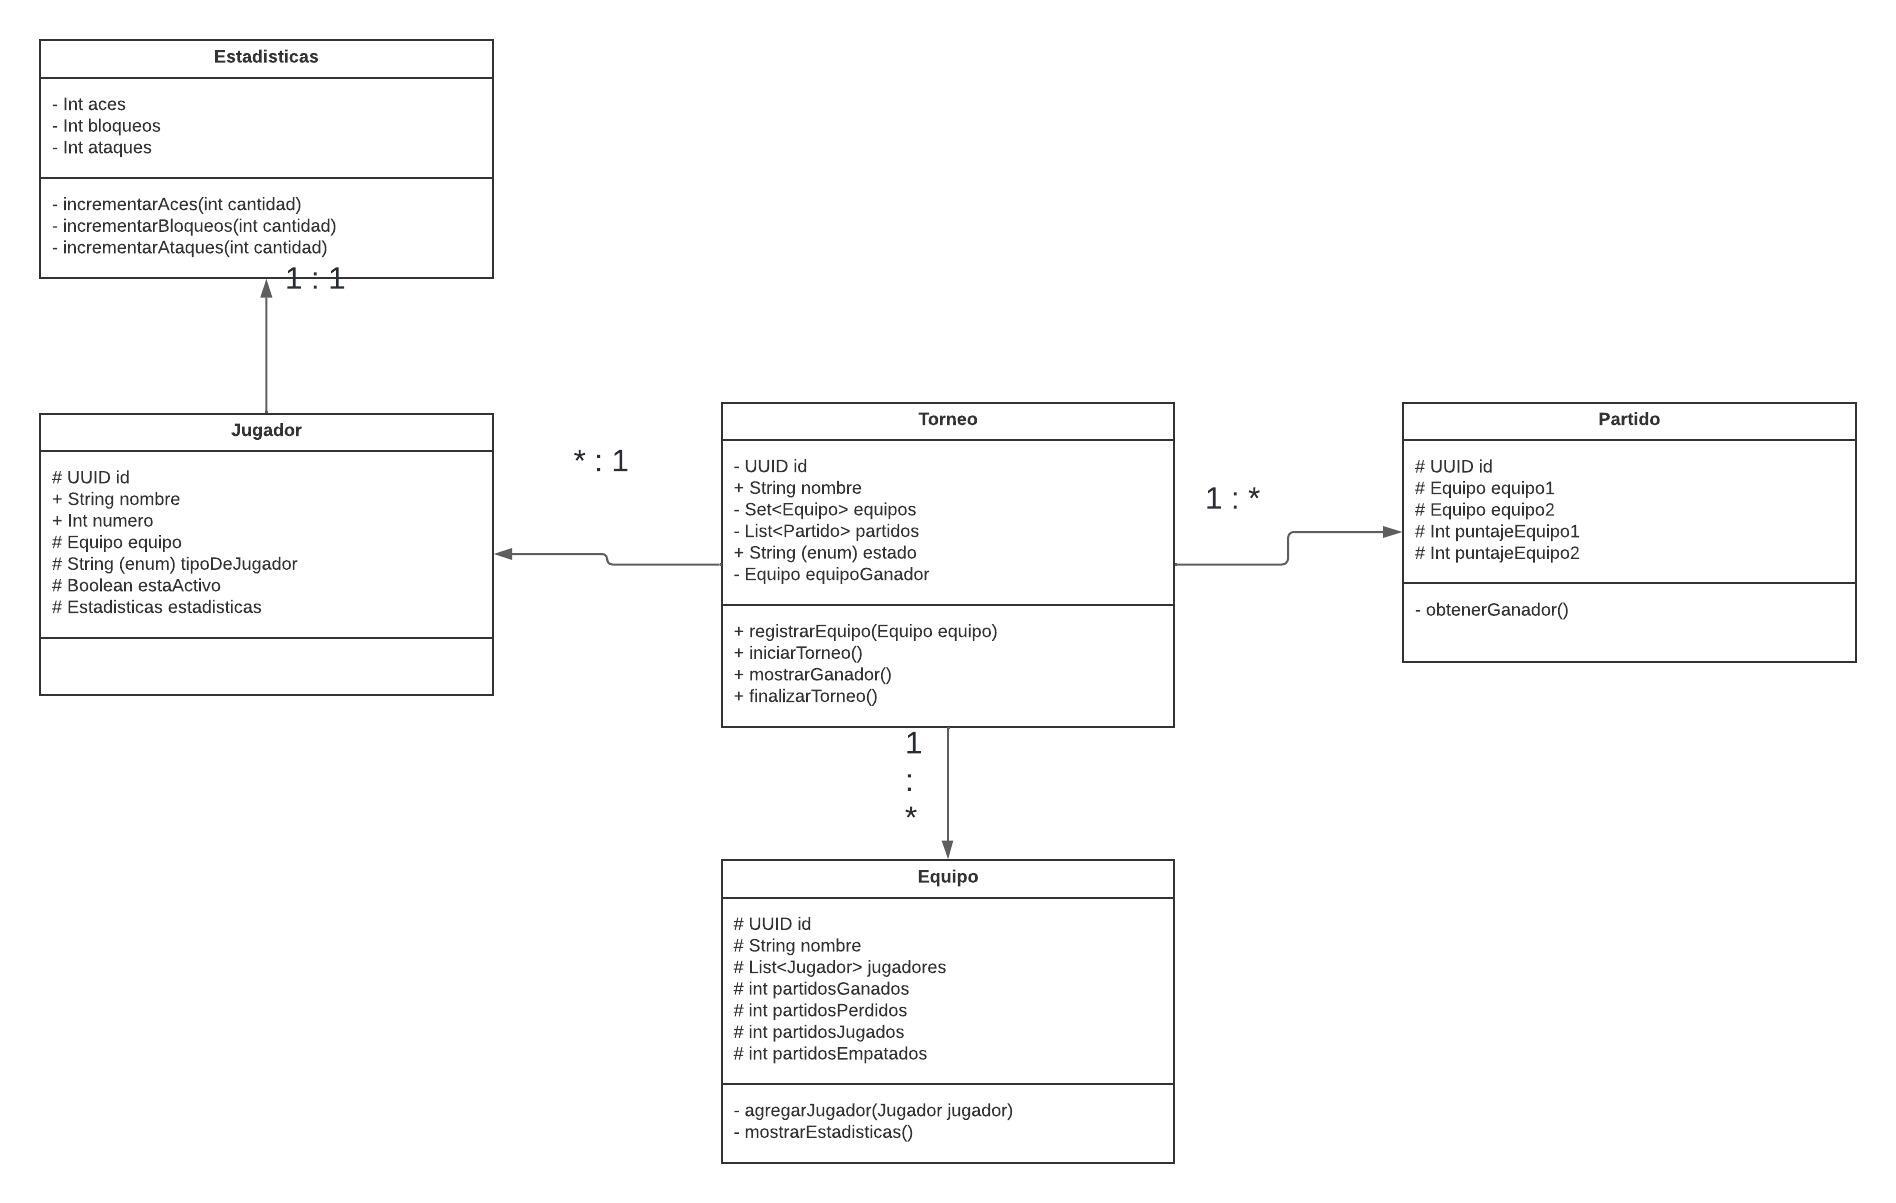 Estadisticas
- Int aces
- Int bloqueos
- Int ataques
- incrementarAces(int cantidad)
- incrementarBloqueos(int cantidad)
- incrementarAtaques(int cantidad)
1 : 1
Jugador
# UUID id
+ String nombre
+ Int numero
# Equipo equipo
# String (enum) tipoDeJugador
# Boolean estaActivo
# Estadisticas estadisticas
* : 1
Torneo
- UUID id
+ String nombre
- Set<Equipo> equipos
- List<Partido> partidos
+ String (enum) estado
- Equipo equipoGanador
+ registrarEquipo(Equipo equipo)
+ iniciarTorneo()
+ mostrarGanador()
+ finalizarTorneo()
1 : *
Partido
# UUID id
# Equipo equipo1
# Equipo equipo2
# Int puntajeEquipo1
# Int puntajeEquipo2
- obtenerGanador()
1
:
*
Equipo
# UUID id
# String nombre
# List<Jugador> jugadores
# int partidosGanados
# int partidosPerdidos
# int partidosJugados
# int partidosEmpatados
- agregarJugador(Jugador jugador)
- mostrarEstadisticas()